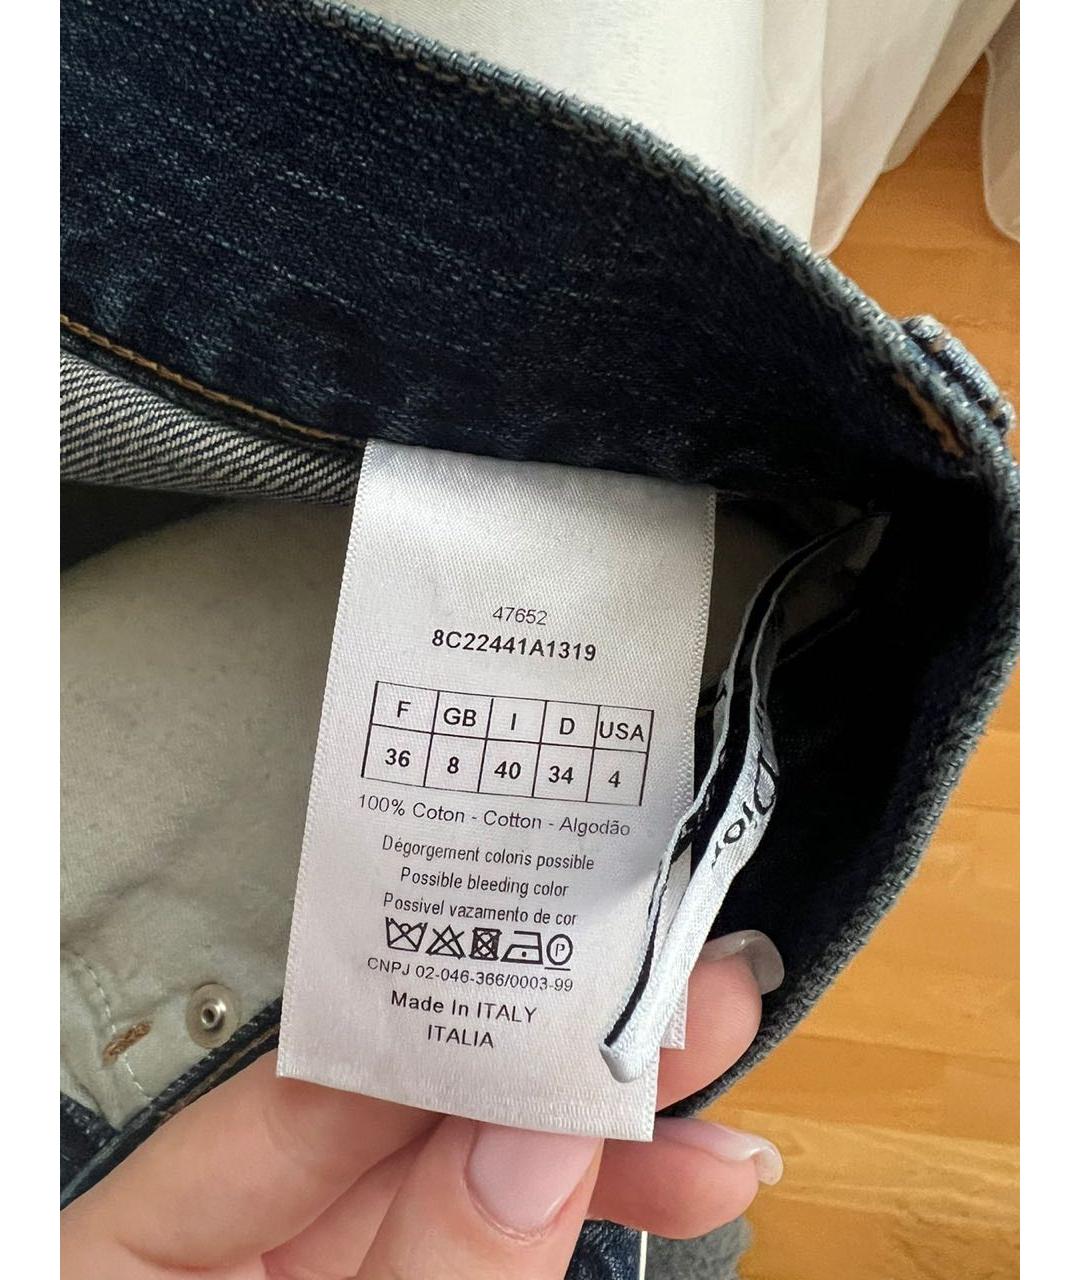 47652
8C22441A1319
F GB I D USA
36 8 40 34 4
100% Coton - Cotton - Algodão
Dégorgement coloris possible
Possible bleeding color
Possivel vazamento de cor
P
CNPJ 02-046-366/0003-99
Made In ITALY
ITALIA
Dior